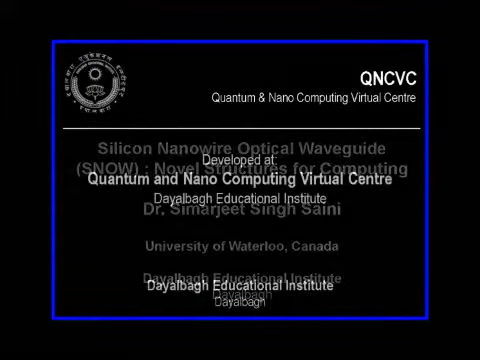 QNCVC
Quantum & Nano Computing Virtual Centre
Silicon Nanowire Optical Waveguide
Developed at:
(SNOW) : Novel Structures for Computing
Quantum and Nano Computing Virtual Centre
Dayalbagh Educational Institute
Dr. Simarjeet Singh Saini
University of Waterloo, Canada
Dayalbagh Educational Institute
Dayalbagh Educational Institute
Dayalbagh
Dayalbagh